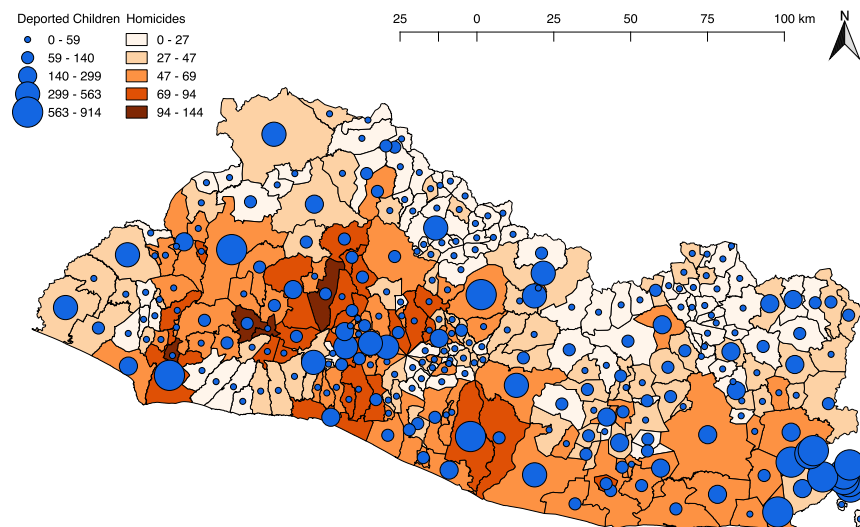 Deported Children Homicides
0 - 59 0 - 27
59 - 140 27 - 47
140 - 299 47 - 69
299 - 563 69 - 94
563 - 914 94 - 144
25 0 25 50 75 100 km
N